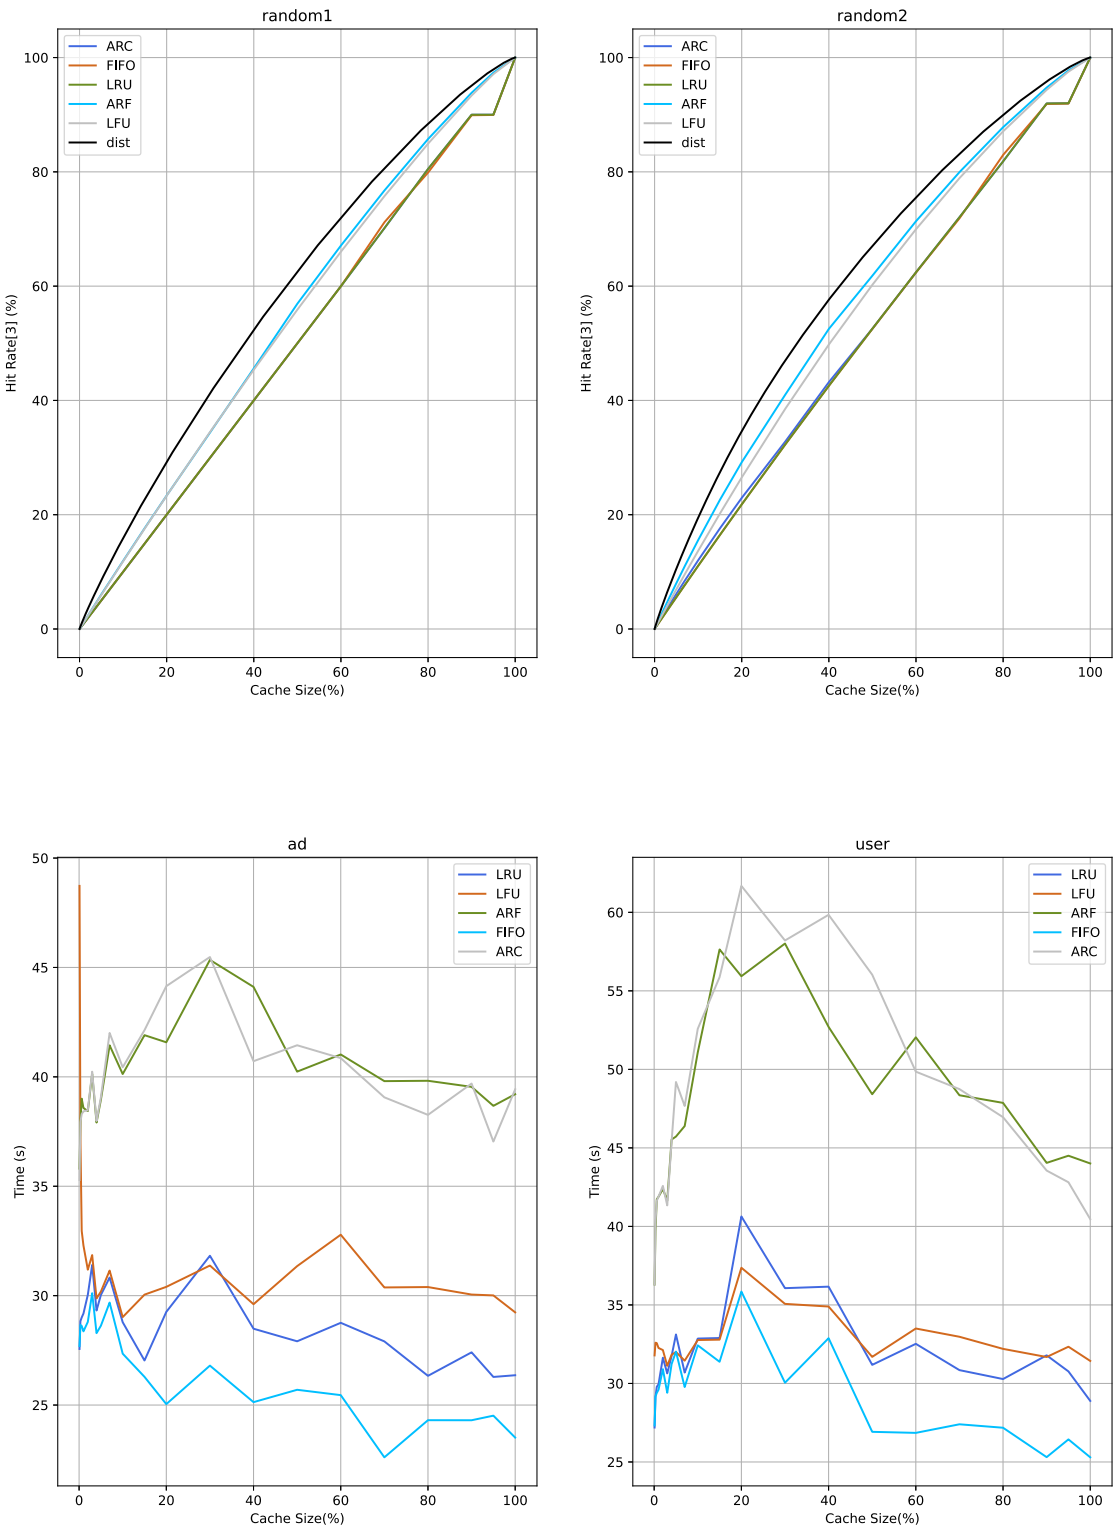 random1
ARC
FIFO
LRU
ARF
LFU
dist
100
80
60
40
20
0
Hit Rate[3] (%)
0 20 40 60 80 100
Cache Size(%)
random2
ARC
FIFO
LRU
ARF
LFU
dist
100
80
60
40
20
0
Hit Rate[3] (%)
0 20 40 60 80 100
Cache Size(%)
ad
LRU
LFU
ARF
FIFO
ARC
50
45
40
35
30
25
Time (s)
0 20 40 60 80 100
Cache Size(%)
user
LRU
LFU
ARF
FIFO
ARC
60
55
50
45
40
35
30
25
Time (s)
0 20 40 60 80 100
Cache Size(%)